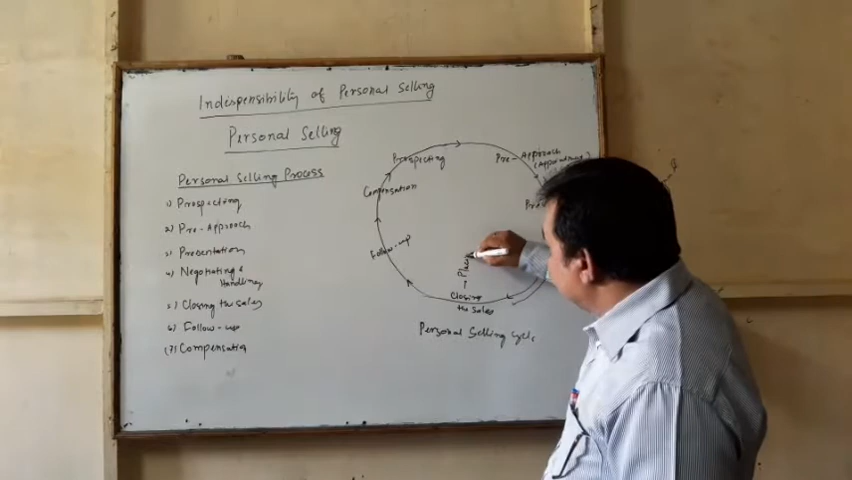 Indispensibility of Personal Selling
Personal Selling
Personal Selling Process
1) Prospecting
2) Pre-Approach
3) Presentation
4) Negotiating &
Handling
5) Closing the Sales
6) Follow-up
(7) Compensation
Prospecting
Pre-Approach
Compensation
Follow-up
Closing
the Sales
Personal Selling Cycle